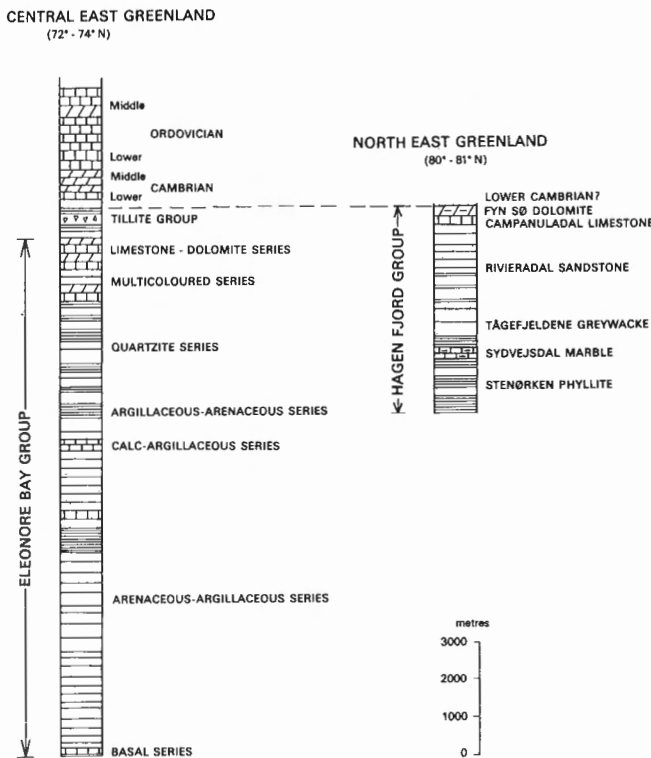 CENTRAL EAST GREENLAND
(72° - 74° N)
Middle
ORDOVICIAN
Lower
Middle
CAMBRIAN
Lower
TILLITE GROUP
LIMESTONE - DOLOMITE SERIES
MULTICOLOURED SERIES
QUARTZITE SERIES
ARGILLACEOUS-ARENACEOUS SERIES
CALC-ARGILLACEOUS SERIES
ARENACEOUS-ARGILLACEOUS SERIES
BASAL SERIES
ELEONORE BAY GROUP
NORTH EAST GREENLAND
(80° - 81° N)
LOWER CAMBRIAN?
FYN SØ DOLOMITE
CAMPANULADAL LIMESTONE
RIVIERADAL SANDSTONE
TÅGEFJELDENE GREYWACKE
SYDVEJSDAL MARBLE
STENØRKEN PHYLLITE
HAGEN FJORD GROUP
metres
3000
2000
1000
0